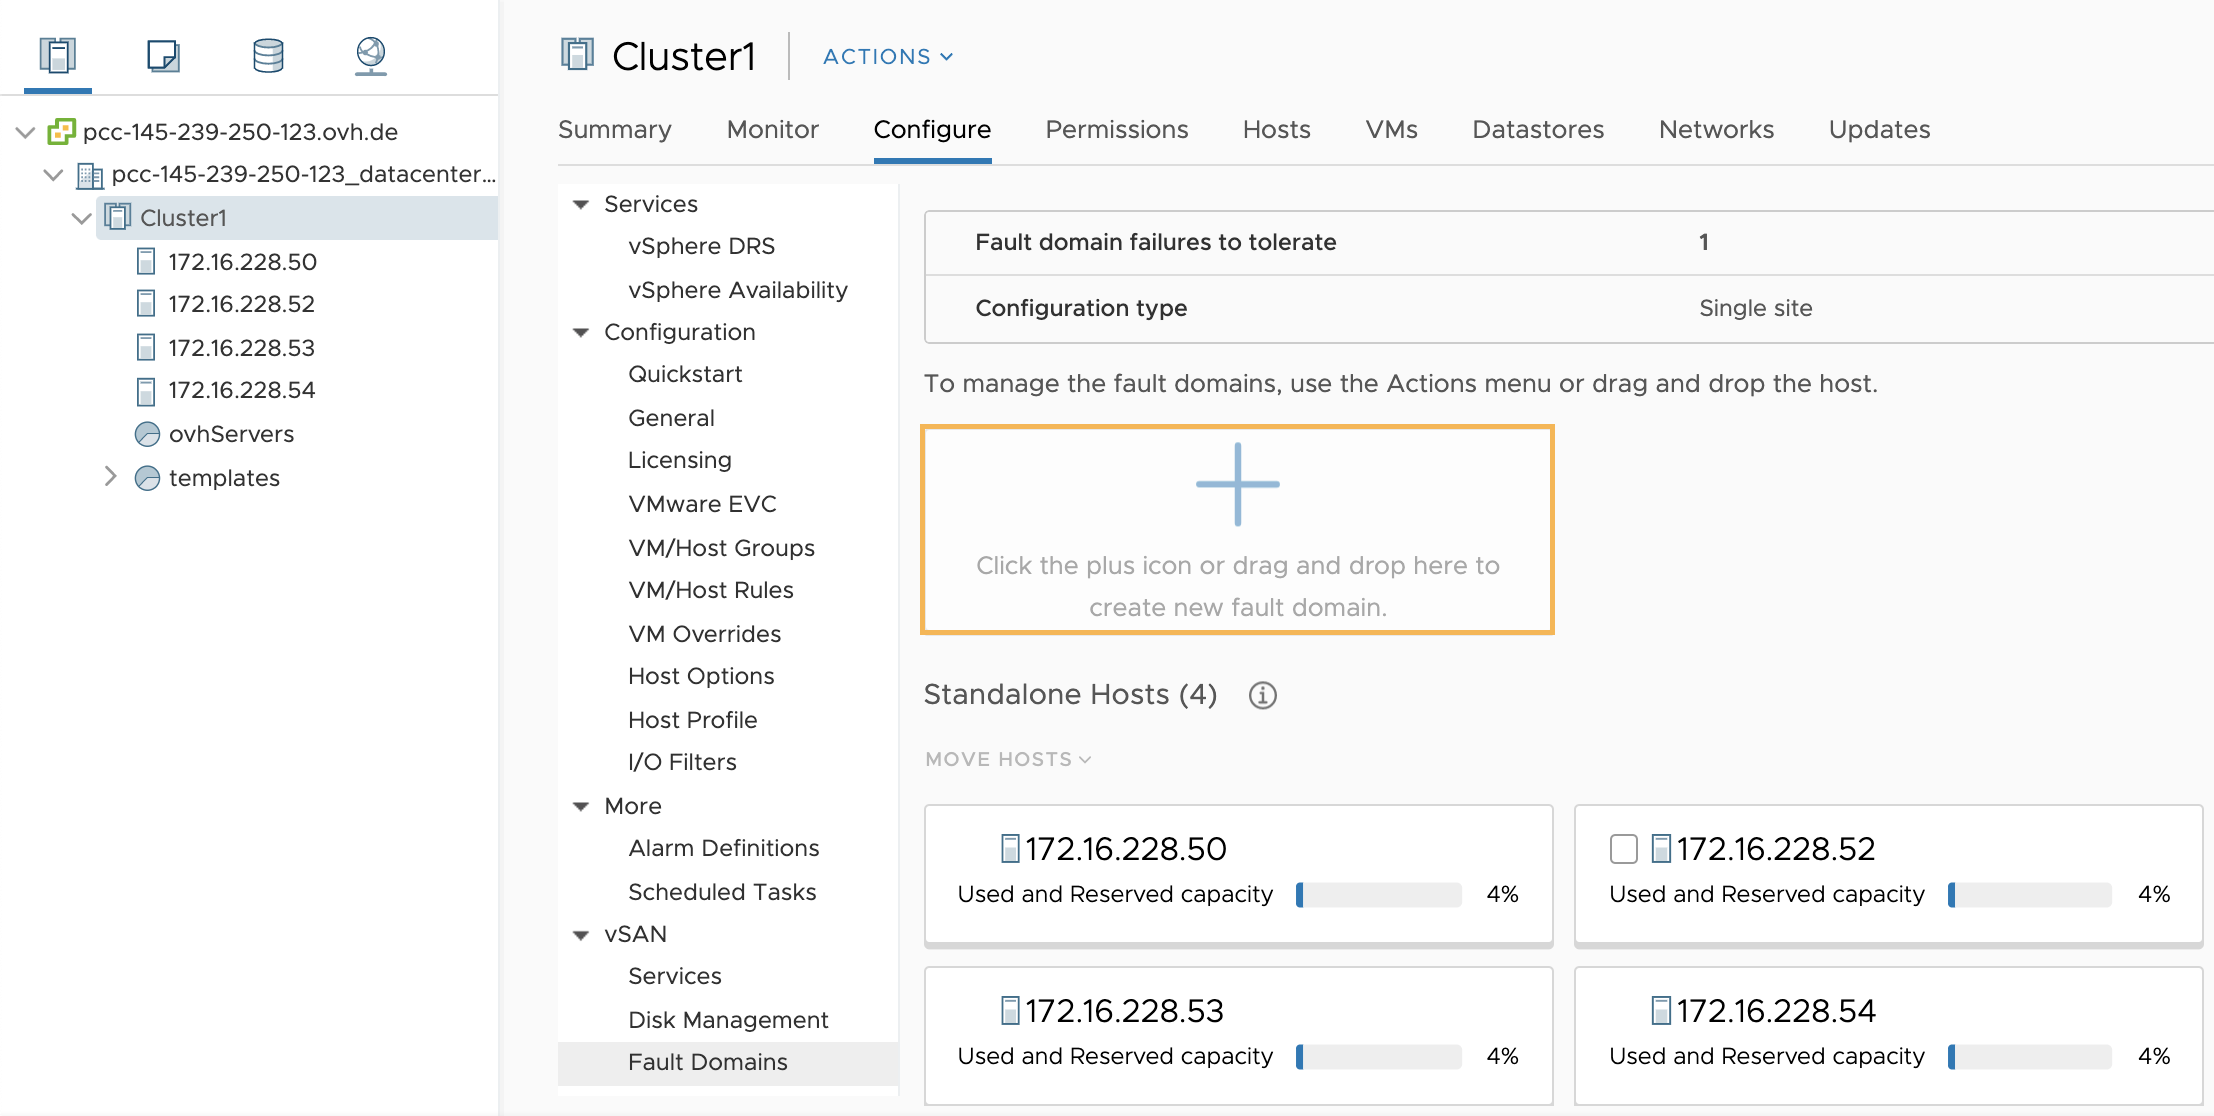 pcc-145-239-250-123.ovh.de
pcc-145-239-250-123_datacenter...
Cluster1
172.16.228.50
172.16.228.52
172.16.228.53
172.16.228.54
ovhServers
templates
Cluster1
ACTIONS
Summary Monitor Configure Permissions Hosts VMs Datastores Networks Updates
Services
vSphere DRS
vSphere Availability
Configuration
Quickstart
General
Licensing
VMware EVC
VM/Host Groups
VM/Host Rules
VM Overrides
Host Options
Host Profile
I/O Filters
More
Alarm Definitions
Scheduled Tasks
vSAN
Services
Disk Management
Fault Domains
Fault domain failures to tolerate 1
Configuration type Single site
To manage the fault domains, use the Actions menu or drag and drop the host.
Click the plus icon or drag and drop here to
create new fault domain.
Standalone Hosts (4)
MOVE HOSTS
172.16.228.50
Used and Reserved capacity 4%
172.16.228.52
Used and Reserved capacity 4%
172.16.228.53
Used and Reserved capacity 4%
172.16.228.54
Used and Reserved capacity 4%